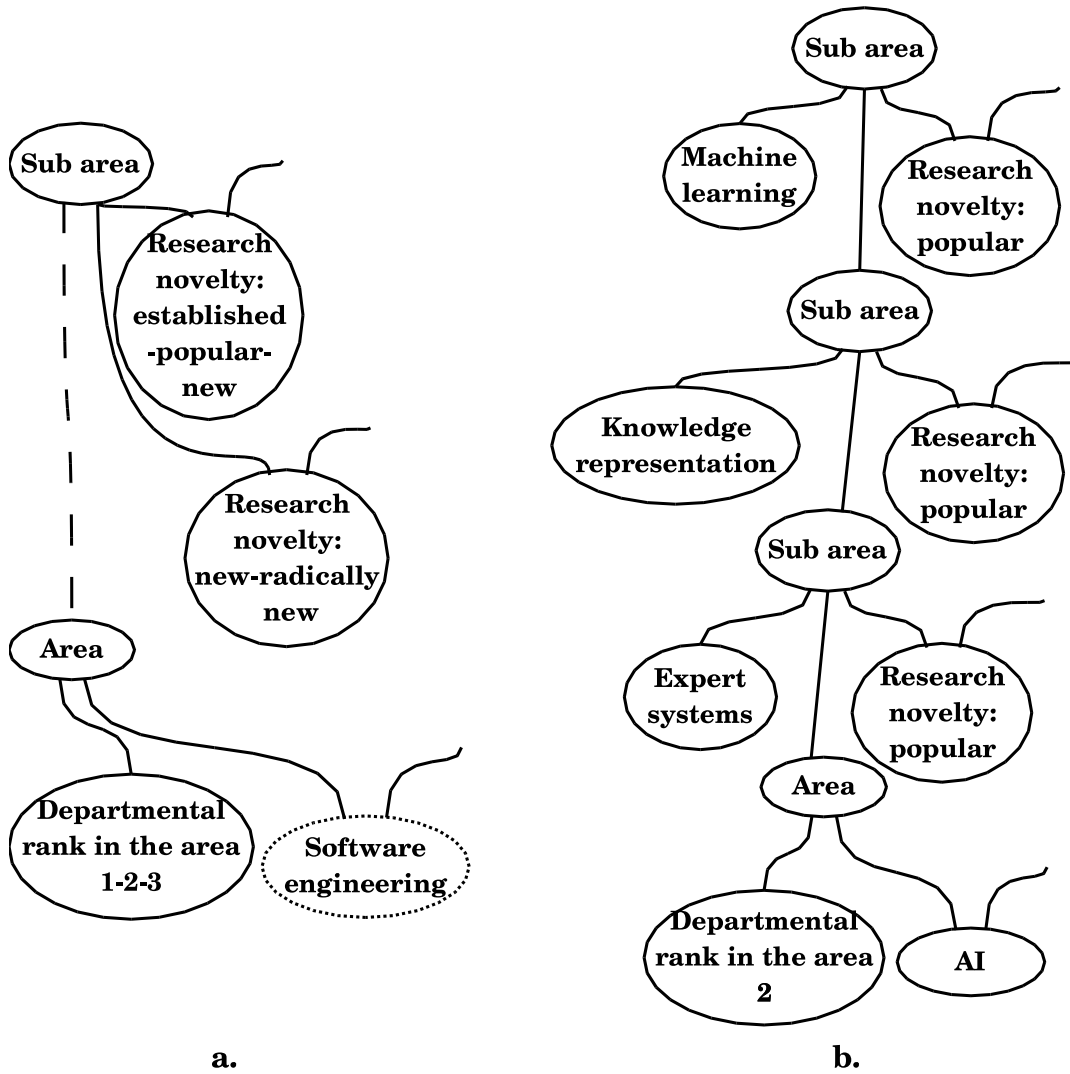 Sub area
Research
novelty:
established
-popular-
new
Research
novelty:
new-radically
new
Area
Departmental
rank in the area
1-2-3
Software
engineering
a.
Sub area
Machine
learning
Research
novelty:
popular
Sub area
Knowledge
representation
Research
novelty:
popular
Sub area
Expert
systems
Research
novelty:
popular
Area
Departmental
rank in the area
2
AI
b.